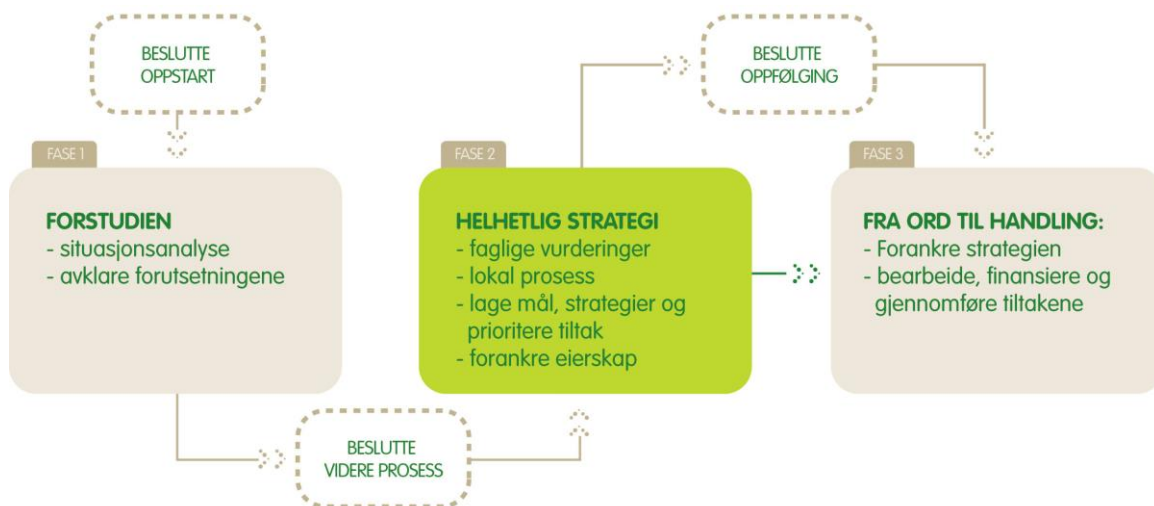 BESLUTTE
OPPSTART
FASE 1
FORSTUDIEN
- situasjonsanalyse
- avklare forutsetningene
BESLUTTE
VIDERE PROSESS
FASE 2
HELHETLIG STRATEGI
- faglige vurderinger
- lokal prosess
- lage mål, strategier og
prioritere tiltak
- forankre eierskap
BESLUTTE
OPPFØLGING
FASE 3
FRA ORD TIL HANDLING:
- Forankre strategien
- bearbeide, finansiere og
gjennomføre tiltakene